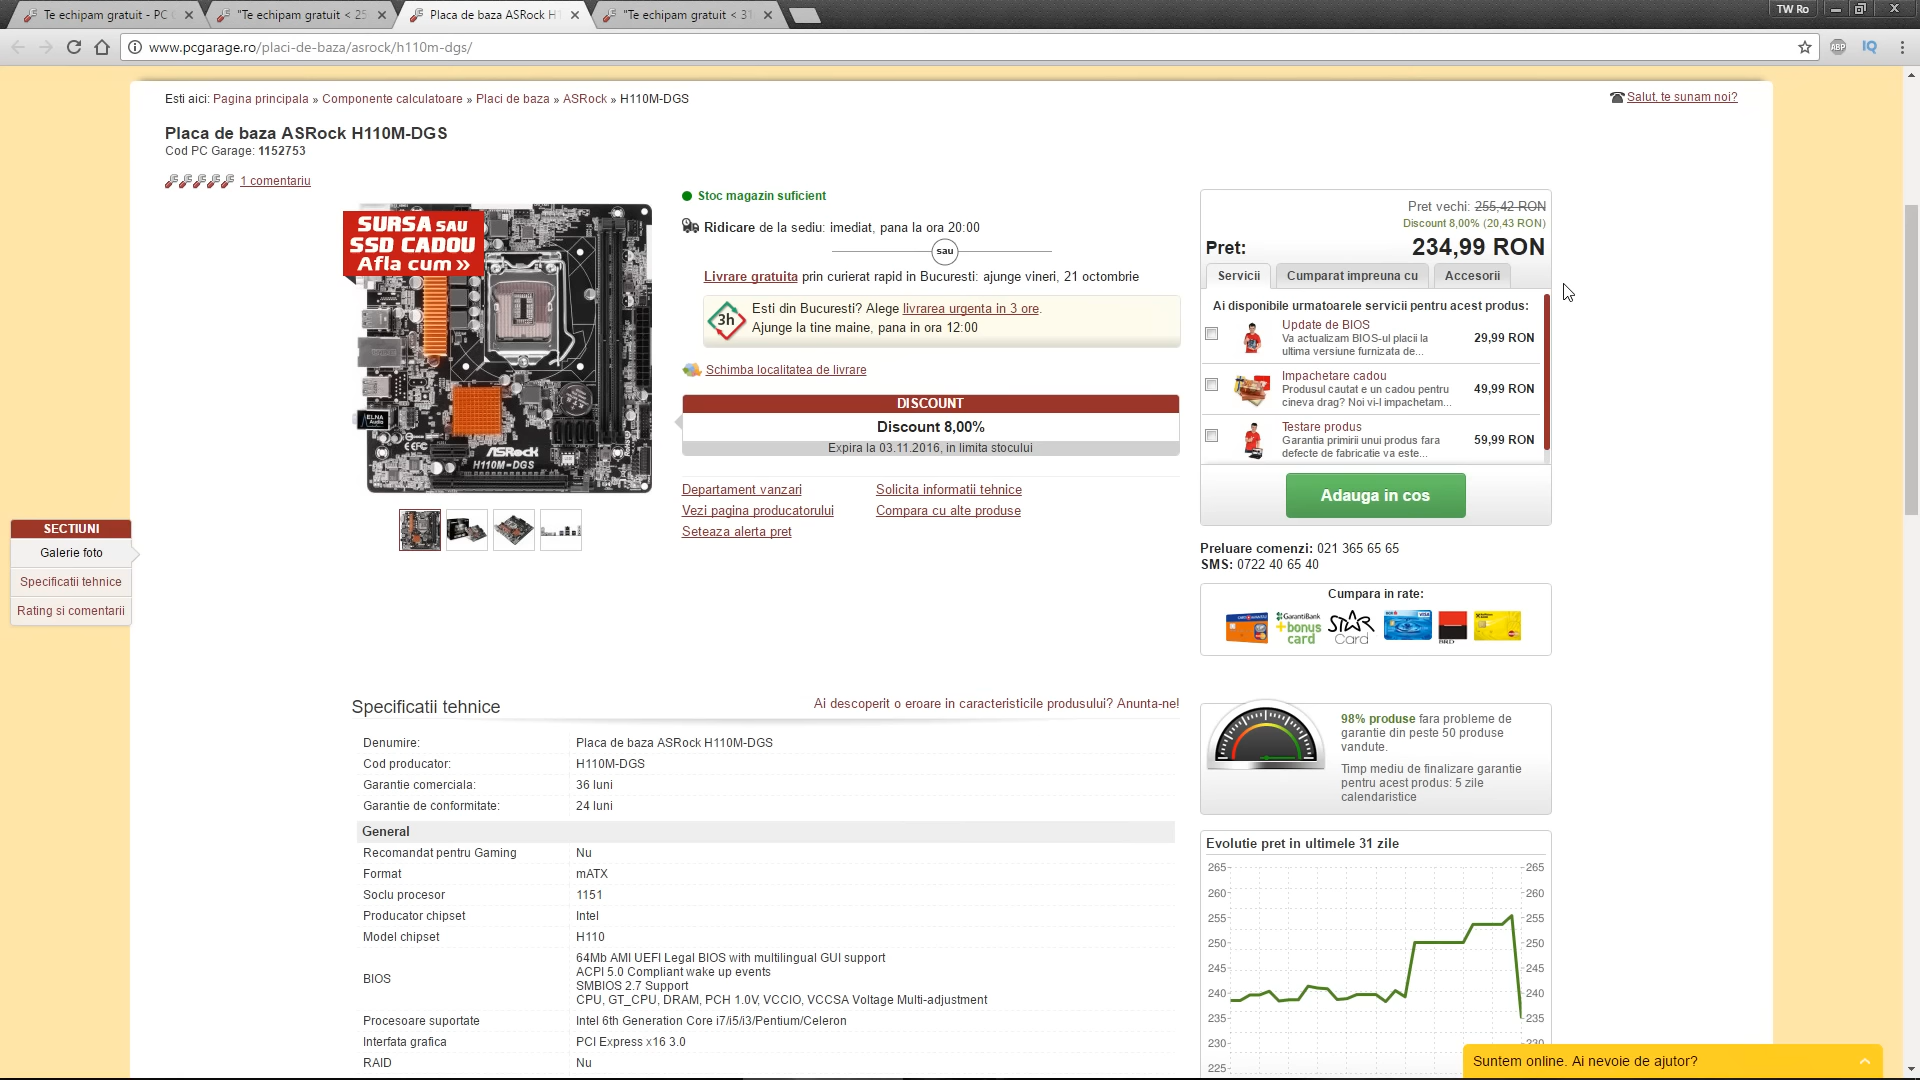 Te echipam gratuit - PC
"Te echipam gratuit < 25
Placa de baza ASRock H1
"Te echipam gratuit < 31
TW Ro
www.pcgarage.ro/placi-de-baza/asrock/h110m-dgs/
ABP
IQ
Esti aici: Pagina principala » Componente calculatoare » Placi de baza » ASRock » H110M-DGS
Salut, te sunam noi?
Placa de baza ASRock H110M-DGS
Cod PC Garage: 1152753
1 comentariu
SURSA SAU
SSD CADOU
Afla cum »
ELNA
Audio
ASRock
H110M-DGS
Stoc magazin suficient
Ridicare de la sediu: imediat, pana la ora 20:00
sau
Livrare gratuita prin curierat rapid in Bucuresti: ajunge vineri, 21 octombrie
3h
Esti din Bucuresti? Alege livrarea urgenta in 3 ore.
Ajunge la tine maine, pana in ora 12:00
Schimba localitatea de livrare
DISCOUNT
Discount 8,00%
Expira la 03.11.2016, in limita stocului
Departament vanzari
Solicita informatii tehnice
Vezi pagina producatorului
Compara cu alte produse
Seteaza alerta pret
Pret vechi: 255,42 RON
Discount 8,00% (20,43 RON)
Pret: 234,99 RON
Servicii
Cumparat impreuna cu
Accesorii
Ai disponibile urmatoarele servicii pentru acest produs:
Update de BIOS
Va actualizam BIOS-ul placii la
ultima versiune furnizata de...
29,99 RON
Impachetare cadou
Produsul cautat e un cadou pentru
cineva drag? Noi vi-l impachetam...
49,99 RON
Testare produs
Garantia primirii unui produs fara
defecte de fabricatie va este...
59,99 RON
Adauga in cos
Preluare comenzi: 021 365 65 65
SMS: 0722 40 65 40
Cumpara in rate:
GarantiBank
+bonus
card
STAR
Card
BRD
SECTIUNI
Galerie foto
Specificatii tehnice
Rating si comentarii
Specificatii tehnice
Ai descoperit o eroare in caracteristicile produsului? Anunta-ne!
Denumire: Placa de baza ASRock H110M-DGS
Cod producator: H110M-DGS
Garantie comerciala: 36 luni
Garantie de conformitate: 24 luni
General
Recomandat pentru Gaming Nu
Format mATX
Soclu procesor 1151
Producator chipset Intel
Model chipset H110
BIOS
64Mb AMI UEFI Legal BIOS with multilingual GUI support
ACPI 5.0 Compliant wake up events
SMBIOS 2.7 Support
CPU, GT_CPU, DRAM, PCH 1.0V, VCCIO, VCCSA Voltage Multi-adjustment
Procesoare suportate Intel 6th Generation Core i7/i5/i3/Pentium/Celeron
Interfata grafica PCI Express x16 3.0
RAID Nu
98% produse fara probleme de
garantie din peste 50 produse
vandute.
Timp mediu de finalizare garantie
pentru acest produs: 5 zile
calendaristice
Evolutie pret in ultimele 31 zile
265 265
260 260
255 255
250 250
245 245
240 240
235 235
230 230
225
Suntem online. Ai nevoie de ajutor?